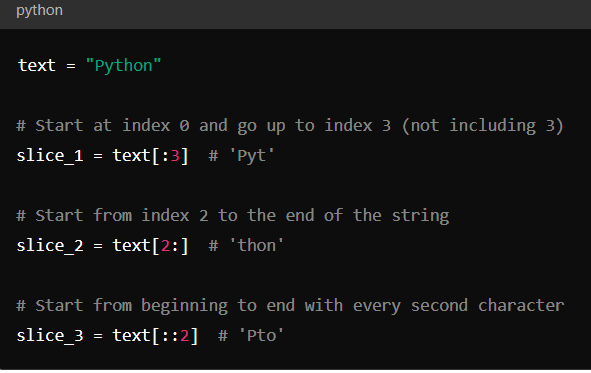 python
text = "Python"
# Start at index 0 and go up to index 3 (not including 3)
slice_1 = text[:3]  # 'Pyt'
# Start from index 2 to the end of the string
slice_2 = text[2:]  # 'thon'
# Start from beginning to end with every second character
slice_3 = text[::2]  # 'Pto'